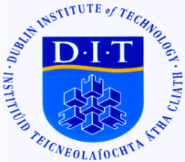 DUBLIN INSTITUTE of TECHNOLOGY
D·I·T
INSTITIÚID TEICNEOLAÍOCHTA ÁTHA CLIATH